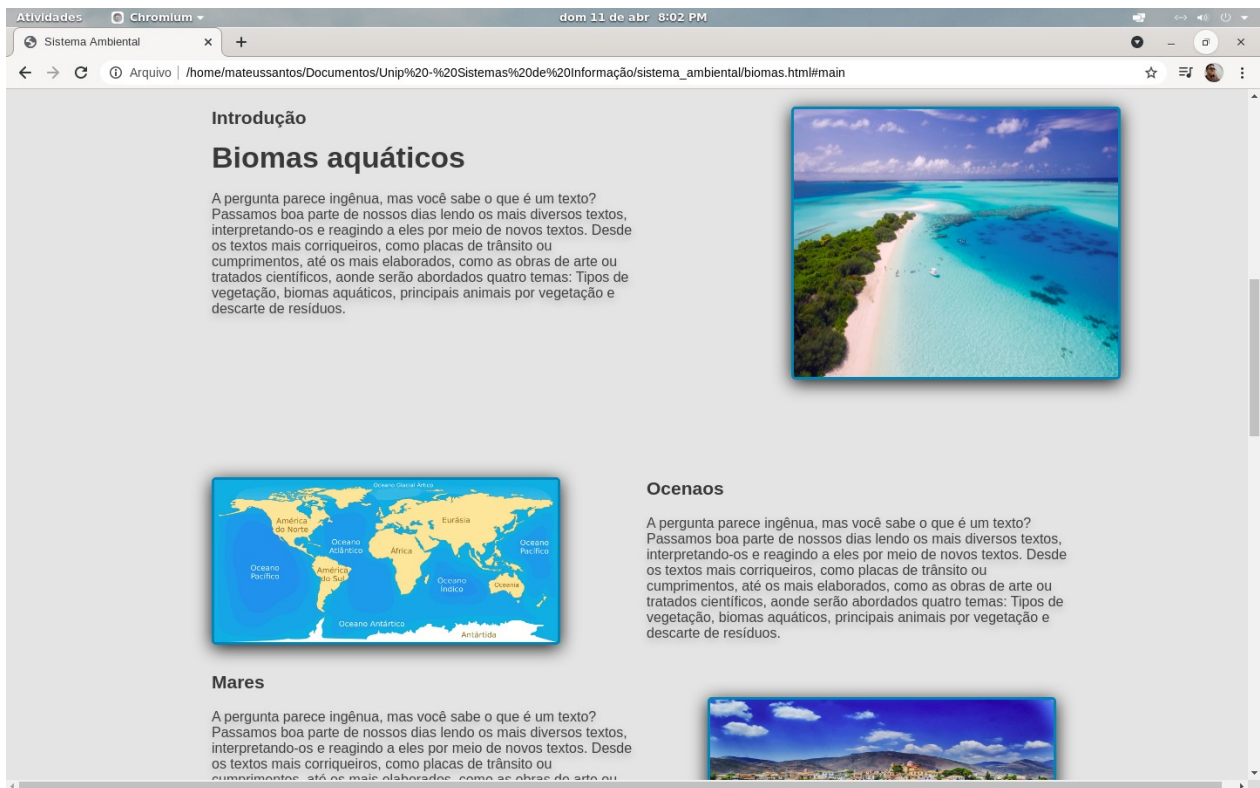 Atividades Chromium dom 11 de abr 8:02 PM
Sistema Ambiental
Arquivo /home/mateussantos/Documentos/Unip%20-%20Sistemas%20de%20Informação/sistema_ambiental/biomas.html#main
Introdução
Biomas aquáticos
A pergunta parece ingênua, mas você sabe o que é um texto?
Passamos boa parte de nossos dias lendo os mais diversos textos,
interpretando-os e reagindo a eles por meio de novos textos. Desde
os textos mais corriqueiros, como placas de trânsito ou
cumprimentos, até os mais elaborados, como as obras de arte ou
tratados científicos, aonde serão abordados quatro temas: Tipos de
vegetação, biomas aquáticos, principais animais por vegetação e
descarte de resíduos.
Oceano Glacial Ártico
América
do Norte
Eurásia
Oceano
Atlântico
África
Oceano
Pacífico
Oceano
Pacífico
América
do Sul
Oceano
Índico
Oceania
Oceano Antártico
Antártida
Ocenaos
A pergunta parece ingênua, mas você sabe o que é um texto?
Passamos boa parte de nossos dias lendo os mais diversos textos,
interpretando-os e reagindo a eles por meio de novos textos. Desde
os textos mais corriqueiros, como placas de trânsito ou
cumprimentos, até os mais elaborados, como as obras de arte ou
tratados científicos, aonde serão abordados quatro temas: Tipos de
vegetação, biomas aquáticos, principais animais por vegetação e
descarte de resíduos.
Mares
A pergunta parece ingênua, mas você sabe o que é um texto?
Passamos boa parte de nossos dias lendo os mais diversos textos,
interpretando-os e reagindo a eles por meio de novos textos. Desde
os textos mais corriqueiros, como placas de trânsito ou
cumprimentos, até os mais elaborados, como as obras de arte ou